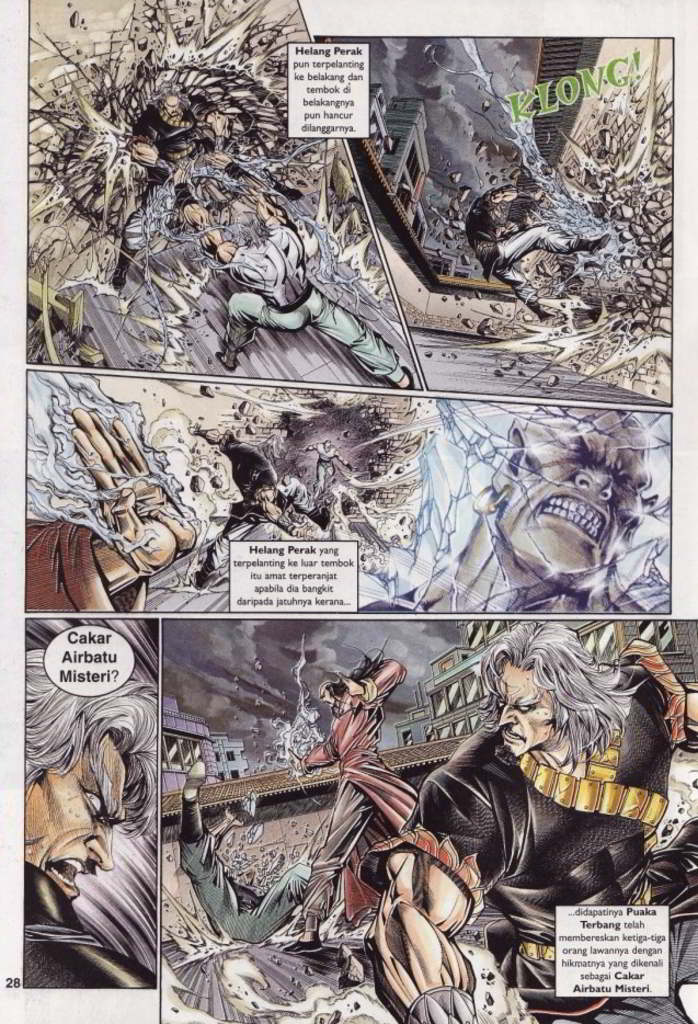 Helang Perak
pun terpelanting
ke belakang dan
tembok di
belakangnya
pun hancur
dilanggarnya.
KLONG!
Helang Perak yang
terpelanting ke luar tembok
itu amat terperanjat
apabila dia bangkit
daripada jatuhnya kerana...
Cakar
Airbatu
Misteri?
...didapatinya Puaka
Terbang telah
membereskan ketiga-tiga
orang lawannya dengan
hikmatnya yang dikenali
sebagai Cakar
Airbatu Misteri.
28